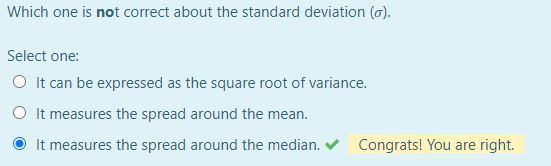 Which one is not correct about the standard deviation (σ).
Select one:
It can be expressed as the square root of variance.
It measures the spread around the mean.
It measures the spread around the median. ✔ Congrats! You are right.